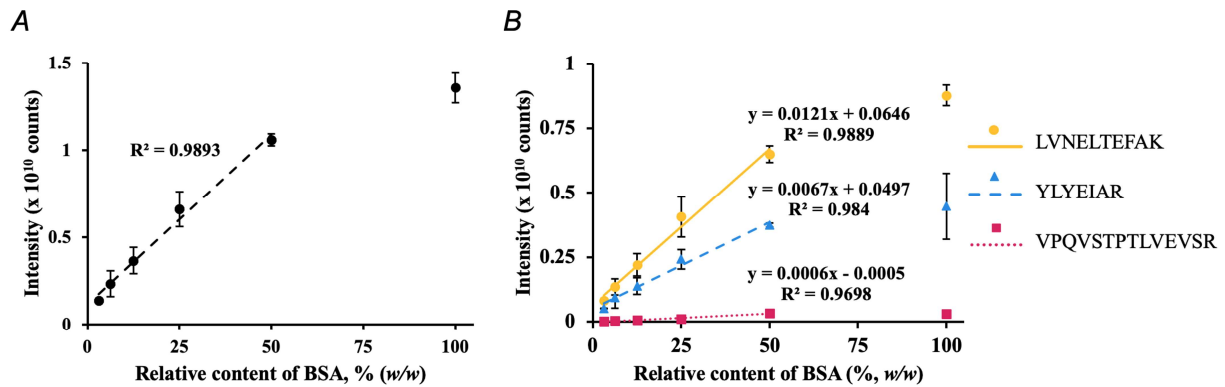 A
1.5
1
0.5
0
0
25
50
75
100
Intensity (x 10¹⁰ counts)
R² = 0.9893
Relative content of BSA, % (w/w)
B
1
0.75
0.5
0.25
0
0
25
50
75
100
Intensity (x 10¹⁰ counts)
y = 0.0121x + 0.0646
R² = 0.9889
y = 0.0067x + 0.0497
R² = 0.984
y = 0.0006x - 0.0005
R² = 0.9698
Relative content of BSA (%, w/w)
LVNELTEFAK
YLYEIAR
VPQVSTPTLVEVSR